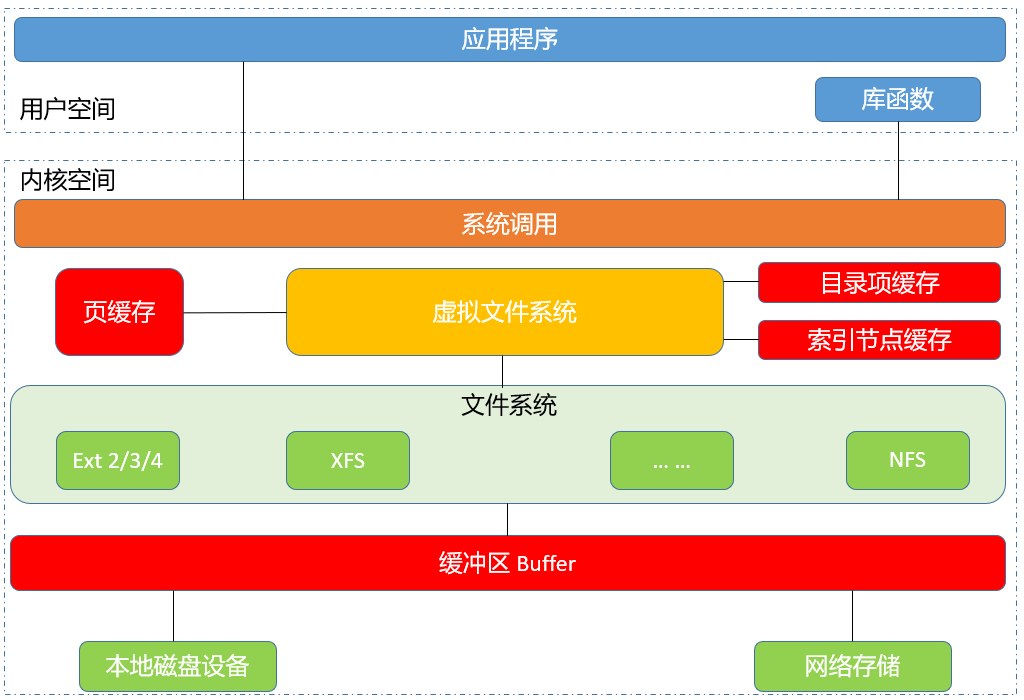 应用程序
库函数
用户空间
内核空间
系统调用
页缓存
虚拟文件系统
目录项缓存
索引节点缓存
文件系统
Ext 2/3/4
XFS
... ...
NFS
缓冲区 Buffer
本地磁盘设备
网络存储